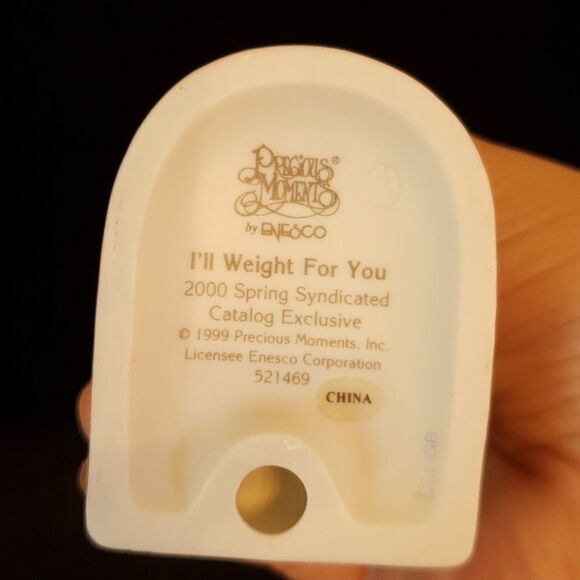 PRECIOUS
MOMENTS®
by ENESCO
I'll Weight For You
2000 Spring Syndicated
Catalog Exclusive
© 1999 Precious Moments, Inc.
Licensee Enesco Corporation
521469
CHINA